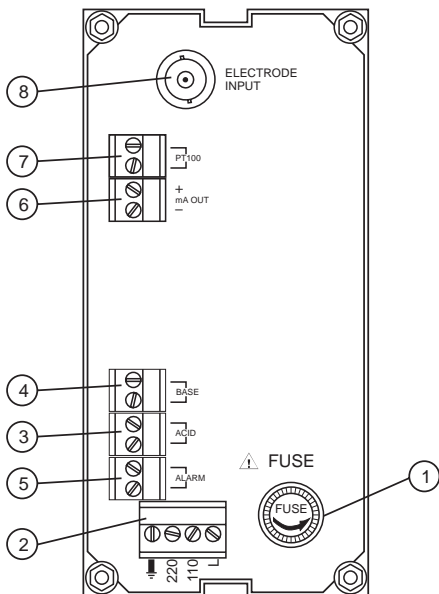 8
ELECTRODE
INPUT
7
PT100
6
+
mA OUT
–
4
BASE
3
ACID
5
ALARM
⚠ FUSE
1
FUSE
2
220
110
L